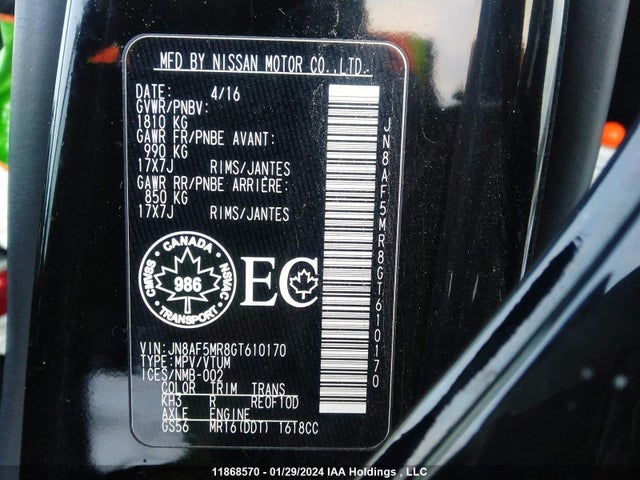 MFD BY NISSAN MOTOR CO.,LTD.
DATE: 4/16
GVWR/PNBV:
1810 KG
GAWR FR/PNBE AVANT:
990 KG
17X7J RIMS/JANTES
GAWR RR/PNBE ARRIÈRE:
850 KG
17X7J RIMS/JANTES
CANADA
CMVSS
NSVAC
986
TRANSPORT
EC
VIN: JN8AF5MR8GT610170
TYPE: MPV/VTUM
ICES/NMB-002
COLOR TRIM TRANS
KH3 R RE0F10D
AXLE ENGINE
GS56 MR16(DDT) 1618CC
JN8AF5MR8GT610170
11868570 - 01/29/2024 IAA Holdings , LLC